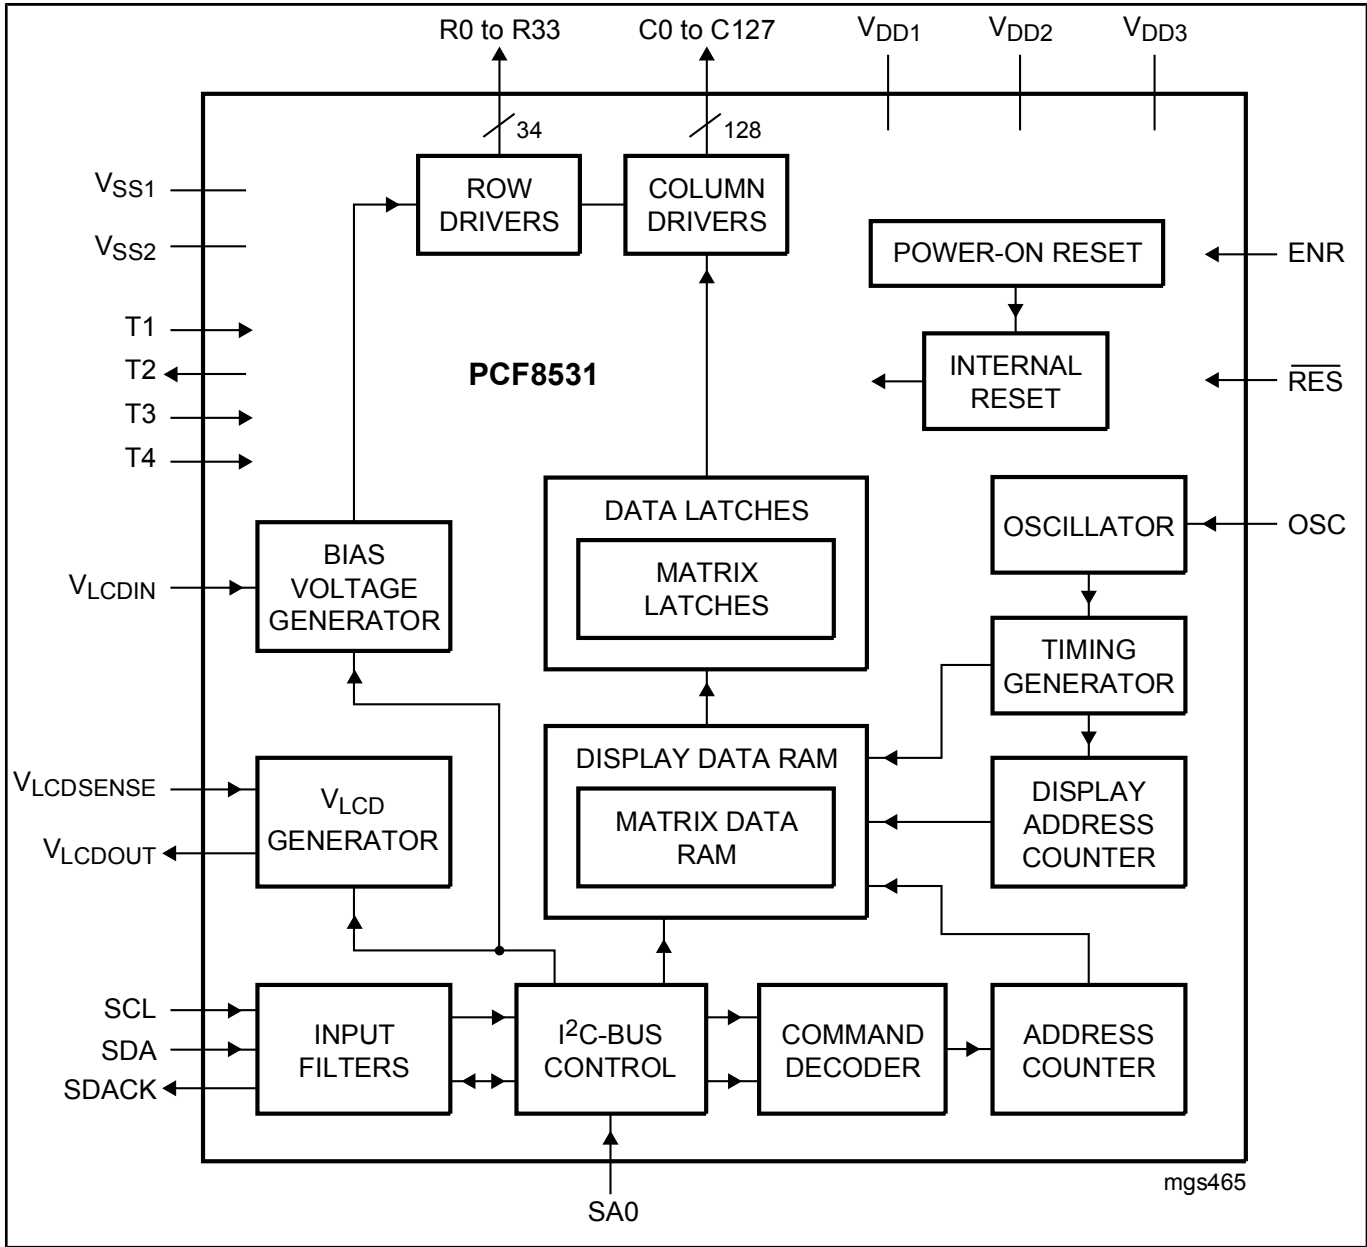 R0 to R33
C0 to C127
VDD1
VDD2
VDD3
34
128
VSS1
VSS2
ROW
DRIVERS
COLUMN
DRIVERS
POWER-ON RESET
ENR
T1
T2
T3
T4
PCF8531
INTERNAL
RESET
RES
DATA LATCHES
MATRIX
LATCHES
OSCILLATOR
OSC
VLCDIN
BIAS
VOLTAGE
GENERATOR
TIMING
GENERATOR
VLCDSENSE
VLCDOUT
VLCD
GENERATOR
DISPLAY DATA RAM
MATRIX DATA
RAM
DISPLAY
ADDRESS
COUNTER
SCL
SDA
SDACK
INPUT
FILTERS
I2C-BUS
CONTROL
COMMAND
DECODER
ADDRESS
COUNTER
SA0
mgs465